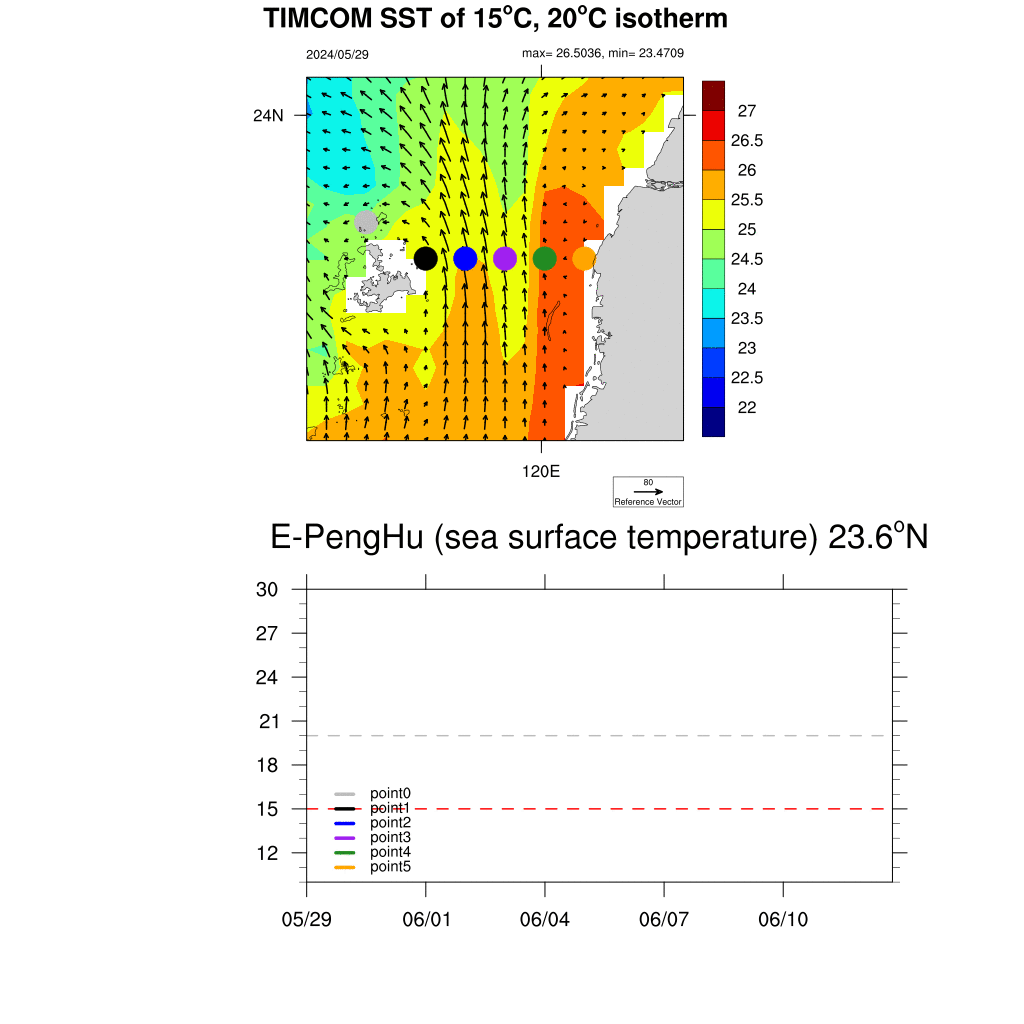 TIMCOM SST of 15°C, 20°C isotherm
2024/05/29
max= 26.5036, min= 23.4709
24N
120E
27
26.5
26
25.5
25
24.5
24
23.5
23
22.5
22
80
Reference Vector
E-PengHu (sea surface temperature) 23.6°N
30
27
24
21
18
15
12
point0
point1
point2
point3
point4
point5
05/29
06/01
06/04
06/07
06/10